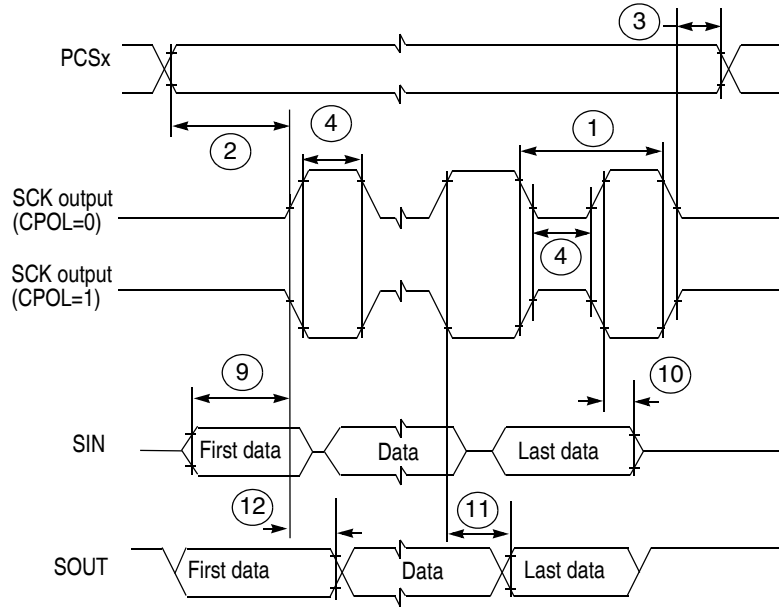 3
PCSx
2
4
1
SCK output
(CPOL=0)
4
SCK output
(CPOL=1)
9
10
SIN
First data
Data
Last data
12
11
SOUT
First data
Data
Last data